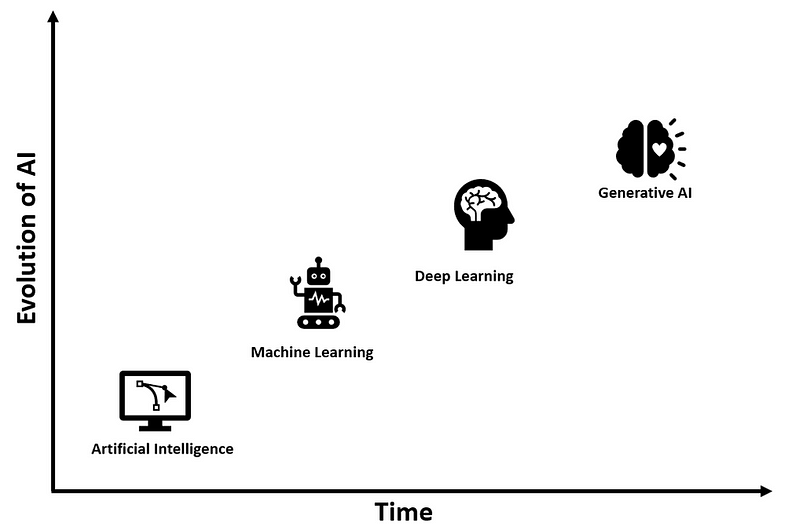 Evolution of AI
Generative AI
Deep Learning
Machine Learning
Artificial Intelligence
Time